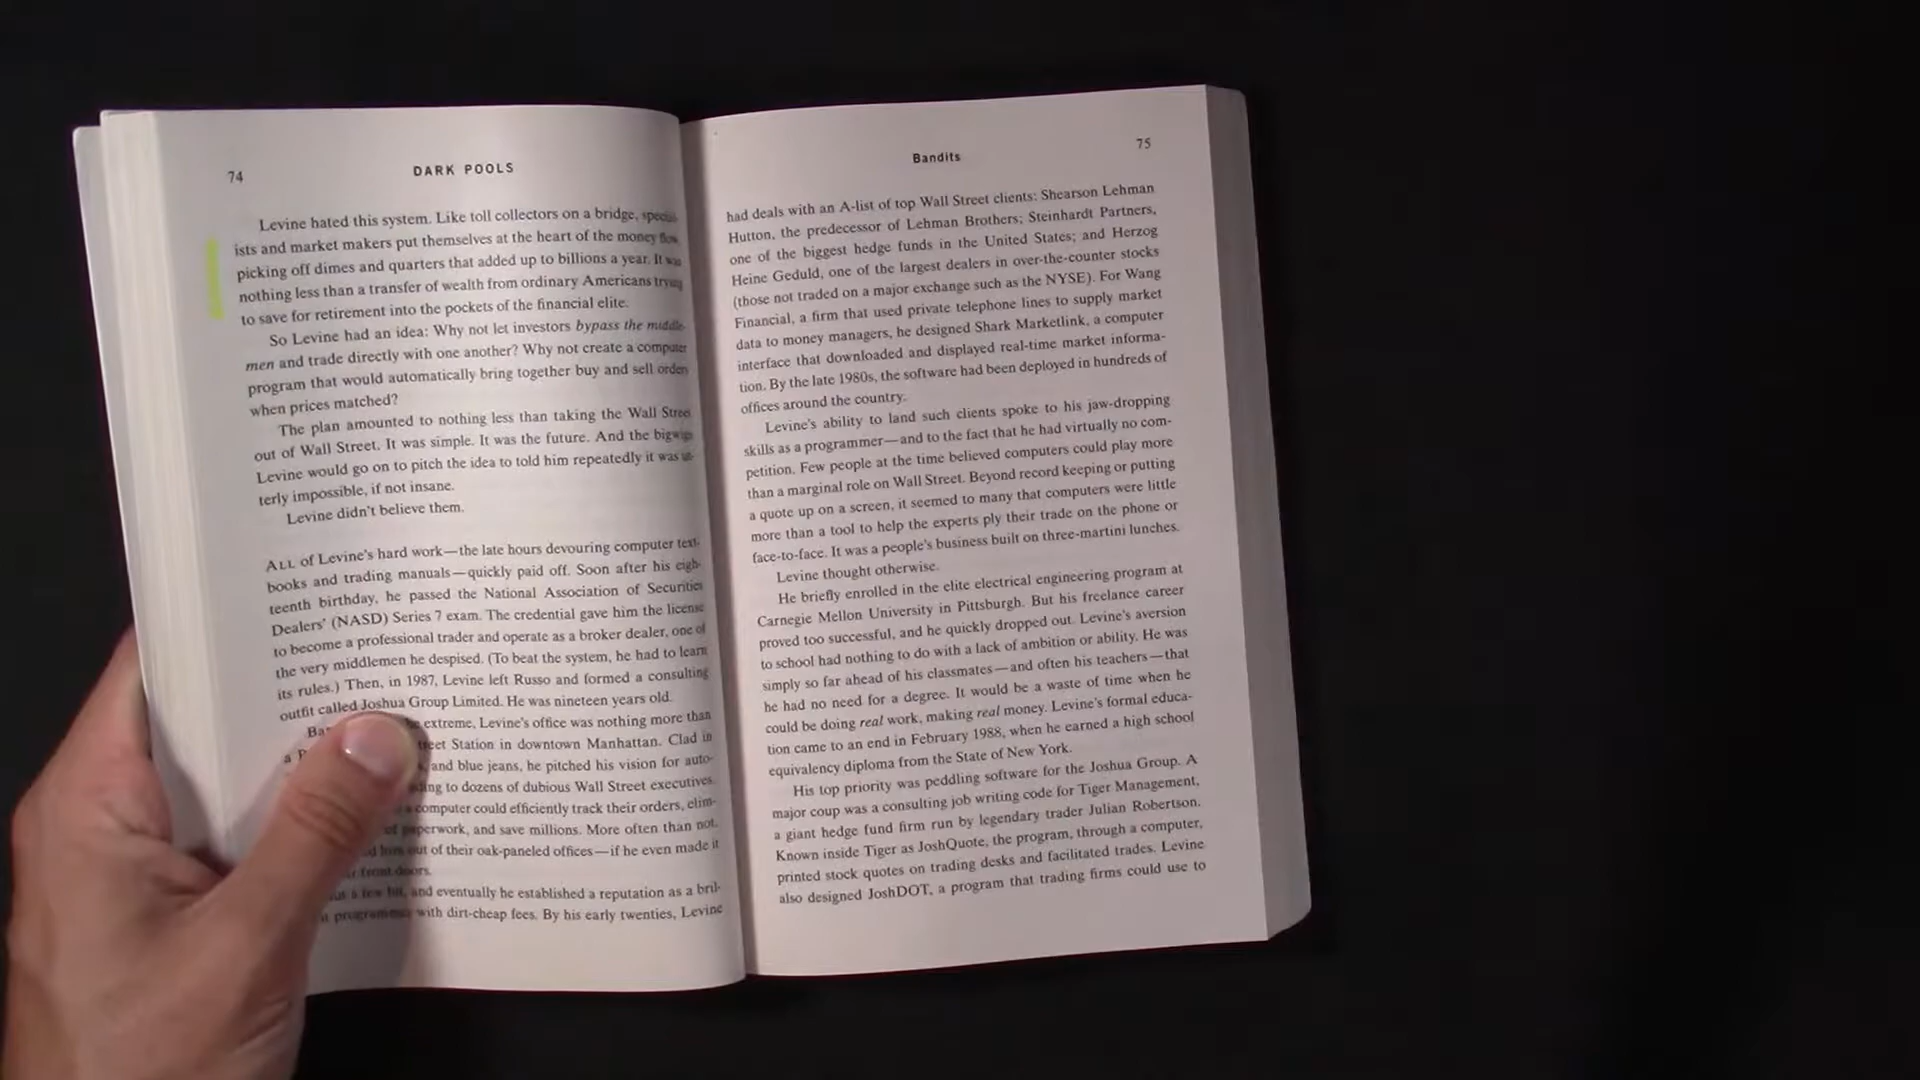 74
DARK POOLS
Levine hated this system. Like toll collectors on a bridge, special-
ists and market makers put themselves at the heart of the money flow,
picking off dimes and quarters that added up to billions a year. It was
nothing less than a transfer of wealth from ordinary Americans trying
to save for retirement into the pockets of the financial elite.
So Levine had an idea: Why not let investors bypass the middle-
men and trade directly with one another? Why not create a computer
program that would automatically bring together buy and sell orders
when prices matched?
The plan amounted to nothing less than taking the Wall Street
out of Wall Street. It was simple. It was the future. And the bigwigs
Levine would go on to pitch the idea to told him repeatedly it was ut-
terly impossible, if not insane.
Levine didn't believe them.
ALL of Levine's hard work—the late hours devouring computer text-
books and trading manuals—quickly paid off. Soon after his eigh-
teenth birthday, he passed the National Association of Securities
Dealers' (NASD) Series 7 exam. The credential gave him the license
to become a professional trader and operate as a broker dealer, one of
the very middlemen he despised. (To beat the system, he had to learn
its rules.) Then, in 1987, Levine left Russo and formed a consulting
outfit called Joshua Group Limited. He was nineteen years old.
extreme, Levine's office was nothing more than
a Station in downtown Manhattan. Clad in
and blue jeans, he pitched his vision for auto-
to dozens of dubious Wall Street executives.
computer could efficiently track their orders, elim-
of paperwork, and save millions. More often than not,
out of their oak-paneled offices—if he even made it
front doors.
a few bit, and eventually he established a reputation as a bril-
programmer with dirt-cheap fees. By his early twenties, Levine
Bandits
75
had deals with an A-list of top Wall Street clients: Shearson Lehman
Hutton, the predecessor of Lehman Brothers; Steinhardt Partners,
one of the biggest hedge funds in the United States; and Herzog
Heine Geduld, one of the largest dealers in over-the-counter stocks
(those not traded on a major exchange such as the NYSE). For Wang
Financial, a firm that used private telephone lines to supply market
data to money managers, he designed Shark Marketlink, a computer
interface that downloaded and displayed real-time market informa-
tion. By the late 1980s, the software had been deployed in hundreds of
offices around the country.
Levine's ability to land such clients spoke to his jaw-dropping
skills as a programmer—and to the fact that he had virtually no com-
petition. Few people at the time believed computers could play more
than a marginal role on Wall Street. Beyond record keeping or putting
a quote up on a screen, it seemed to many that computers were little
more than a tool to help the experts ply their trade on the phone or
face-to-face. It was a people's business built on three-martini lunches.
Levine thought otherwise.
He briefly enrolled in the elite electrical engineering program at
Carnegie Mellon University in Pittsburgh. But his freelance career
proved too successful, and he quickly dropped out. Levine's aversion
to school had nothing to do with a lack of ambition or ability. He was
simply so far ahead of his classmates—and often his teachers—that
he had no need for a degree. It would be a waste of time when he
could be doing real work, making real money. Levine's formal educa-
tion came to an end in February 1988, when he earned a high school
equivalency diploma from the State of New York.
His top priority was peddling software for the Joshua Group. A
major coup was a consulting job writing code for Tiger Management,
a giant hedge fund firm run by legendary trader Julian Robertson.
Known inside Tiger as JoshQuote, the program, through a computer,
printed stock quotes on trading desks and facilitated trades. Levine
also designed JoshDOT, a program that trading firms could use to